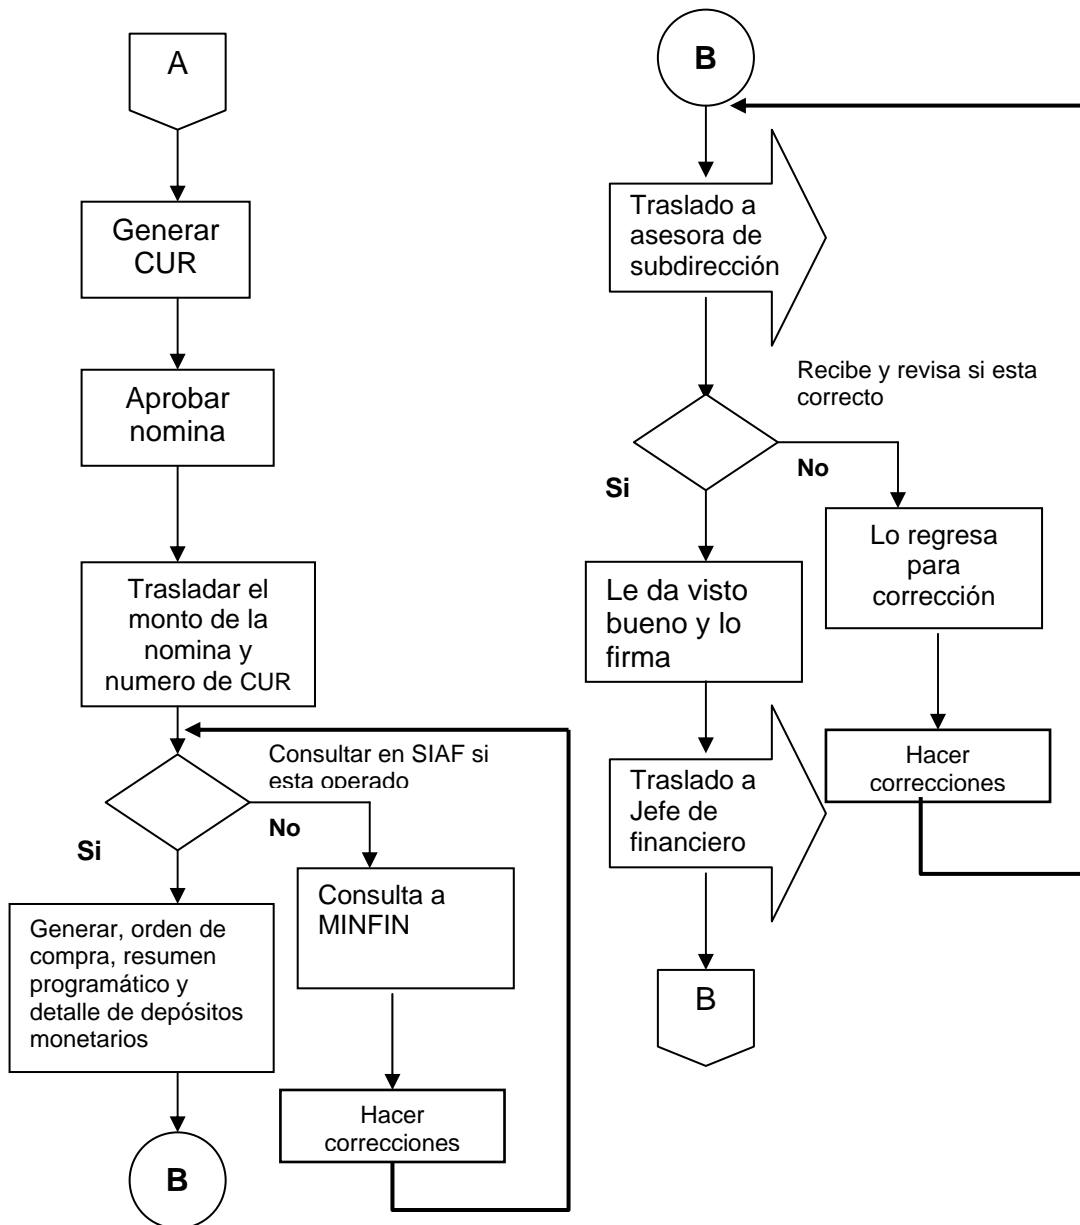 A
Generar
CUR
Aprobar
nomina
Trasladar el
monto de la
nomina y
numero de CUR
Consultar en SIAF si
esta operado
No
Si
Generar, orden de
compra, resumen
programático y
detalle de depósitos
monetarios
Consulta a
MINFIN
Hacer
correcciones
B
B
Traslado a
asesora de
subdirección
Recibe y revisa si esta
correcto
No
Si
Lo regresa
para
corrección
Le da visto
bueno y lo
firma
Hacer
correcciones
Traslado a
Jefe de
financiero
B